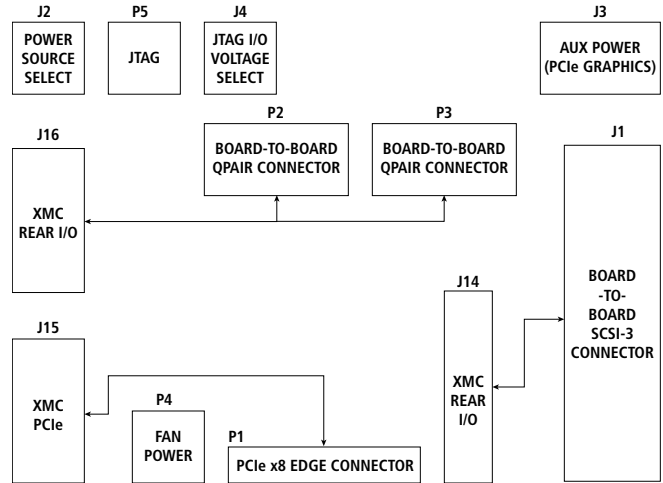 J2
POWER
SOURCE
SELECT
P5
JTAG
J4
JTAG I/O
VOLTAGE
SELECT
J3
AUX POWER
(PCIe GRAPHICS)
J16
XMC
REAR I/O
P2
BOARD-TO-BOARD
QPAIR CONNECTOR
P3
BOARD-TO-BOARD
QPAIR CONNECTOR
J1
BOARD
-TO-
BOARD
SCSI-3
CONNECTOR
J15
XMC
PCIe
P4
FAN
POWER
P1
PCIe x8 EDGE CONNECTOR
J14
XMC
REAR
I/O